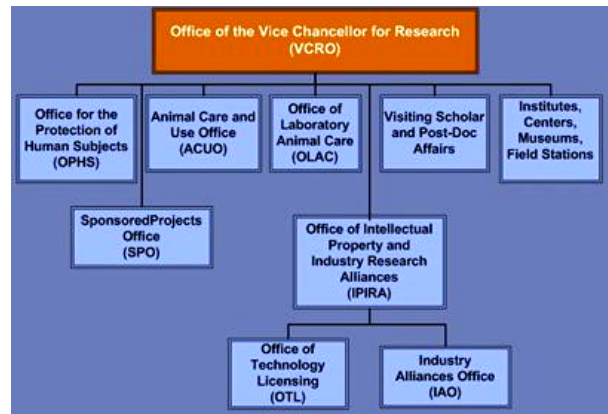 Office of the Vice Chancellor for Research
(VCRO)
Office for the
Protection of
Human Subjects
(OPHS)
Animal Care and
Use Office
(ACUO)
Office of
Laboratory
Animal Care
(OLAC)
Visiting Scholar
and Post-Doc
Affairs
Institutes,
Centers,
Museums,
Field Stations
SponsoredProjects
Office
(SPO)
Office of Intellectual
Property and
Industry Research
Alliances
(IPIRA)
Office of
Technology
Licensing
(OTL)
Industry
Alliances Office
(IAO)